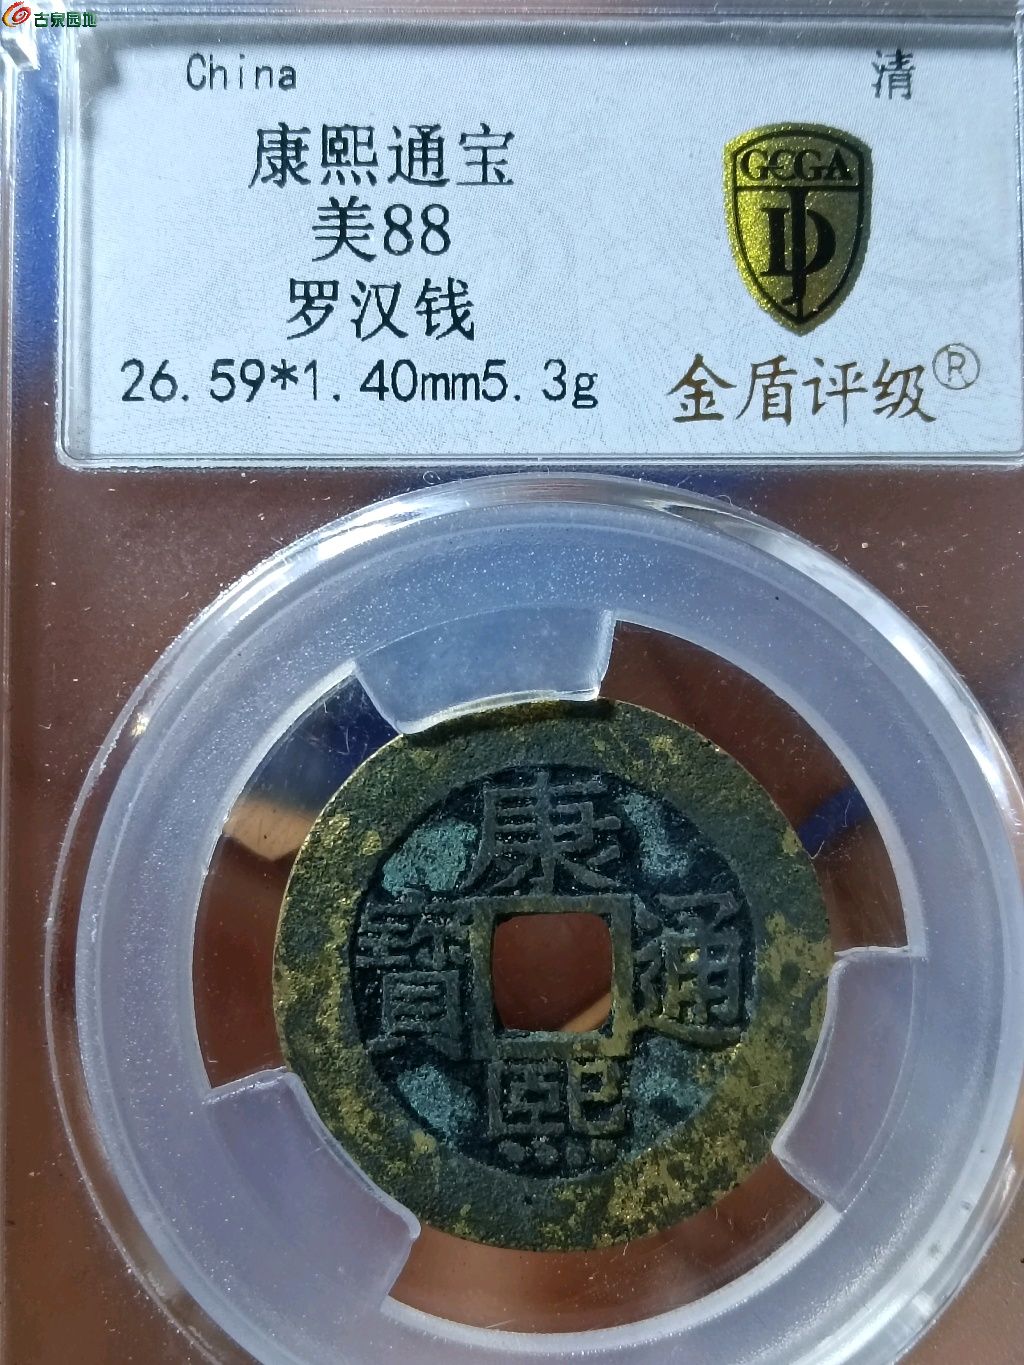 古泉园地
China 清
康熙通宝
美88
罗汉钱
26.59*1.40mm5.3g
GCGA
JD
金盾评级®
康熙通寶